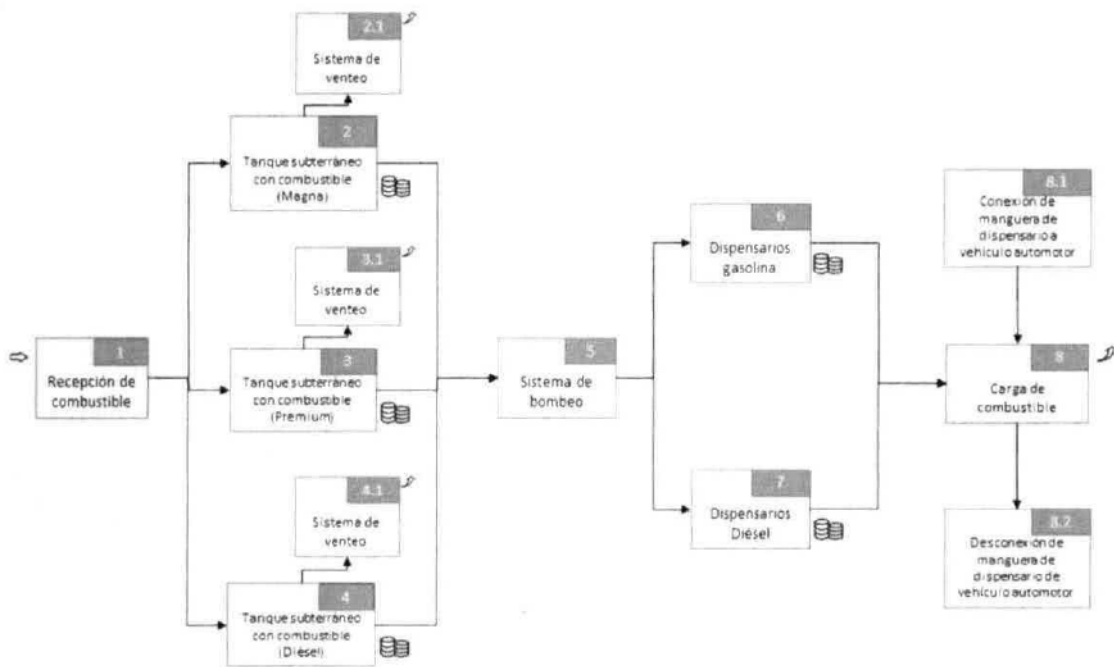 2.1
Sistema de
venteo
2
Tanque subterráneo
con combustible
(Magna)
3.1
Sistema de
venteo
1
Recepción de
combustible
3
Tanque subterráneo
con combustible
(Premium)
4.1
Sistema de
venteo
4
Tanque subterráneo
con combustible
(Diésel)
5
Sistema de
bombeo
6
Dispensarios
gasolina
7
Dispensarios
Diésel
8.1
Conexión de
manguera de
dispensario a
vehículo automotor
8
Carga de
combustible
8.2
Desconexión de
manguera de
dispensario de
vehículo automotor